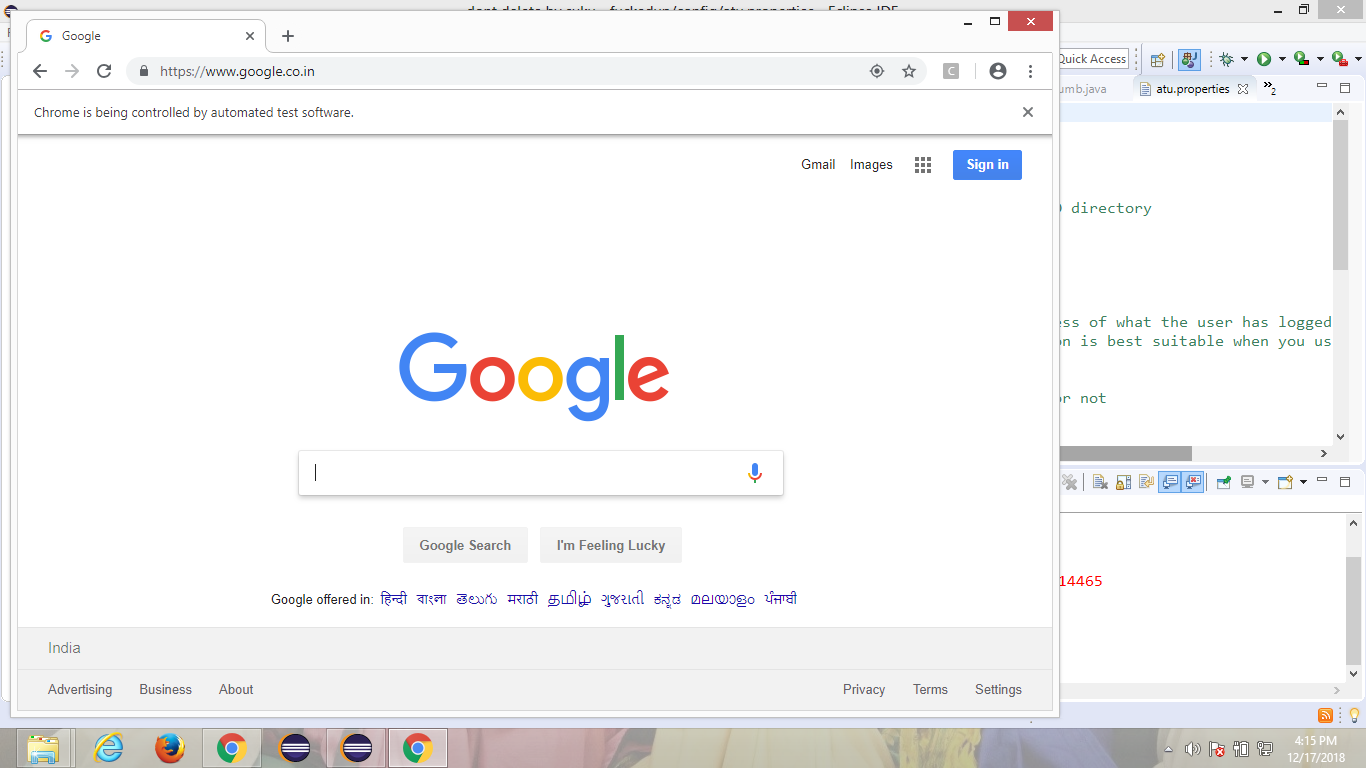 Google
https://www.google.co.in
C
Quick Access
umb.java
atu.properties
2
Chrome is being controlled by automated test software.
Gmail Images Sign in
directory
ess of what the user has logged
on is best suitable when you us
or not
Google
Google Search I'm Feeling Lucky
Google offered in: हिन्दी বাংলা తెలుగు मराठी தமிழ் ગુજરાતી ಕನ್ನಡ മലയാളം ਪੰਜਾਬੀ
14465
India
Advertising Business About Privacy Terms Settings
4:15 PM
12/17/2018